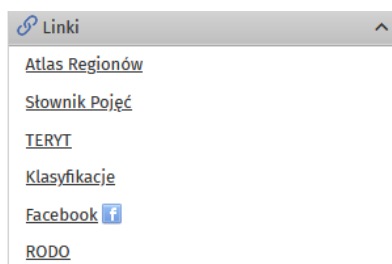 Linki
Atlas Regionów
Słownik Pojęć
TERYT
Klasyfikacje
Facebook
RODO